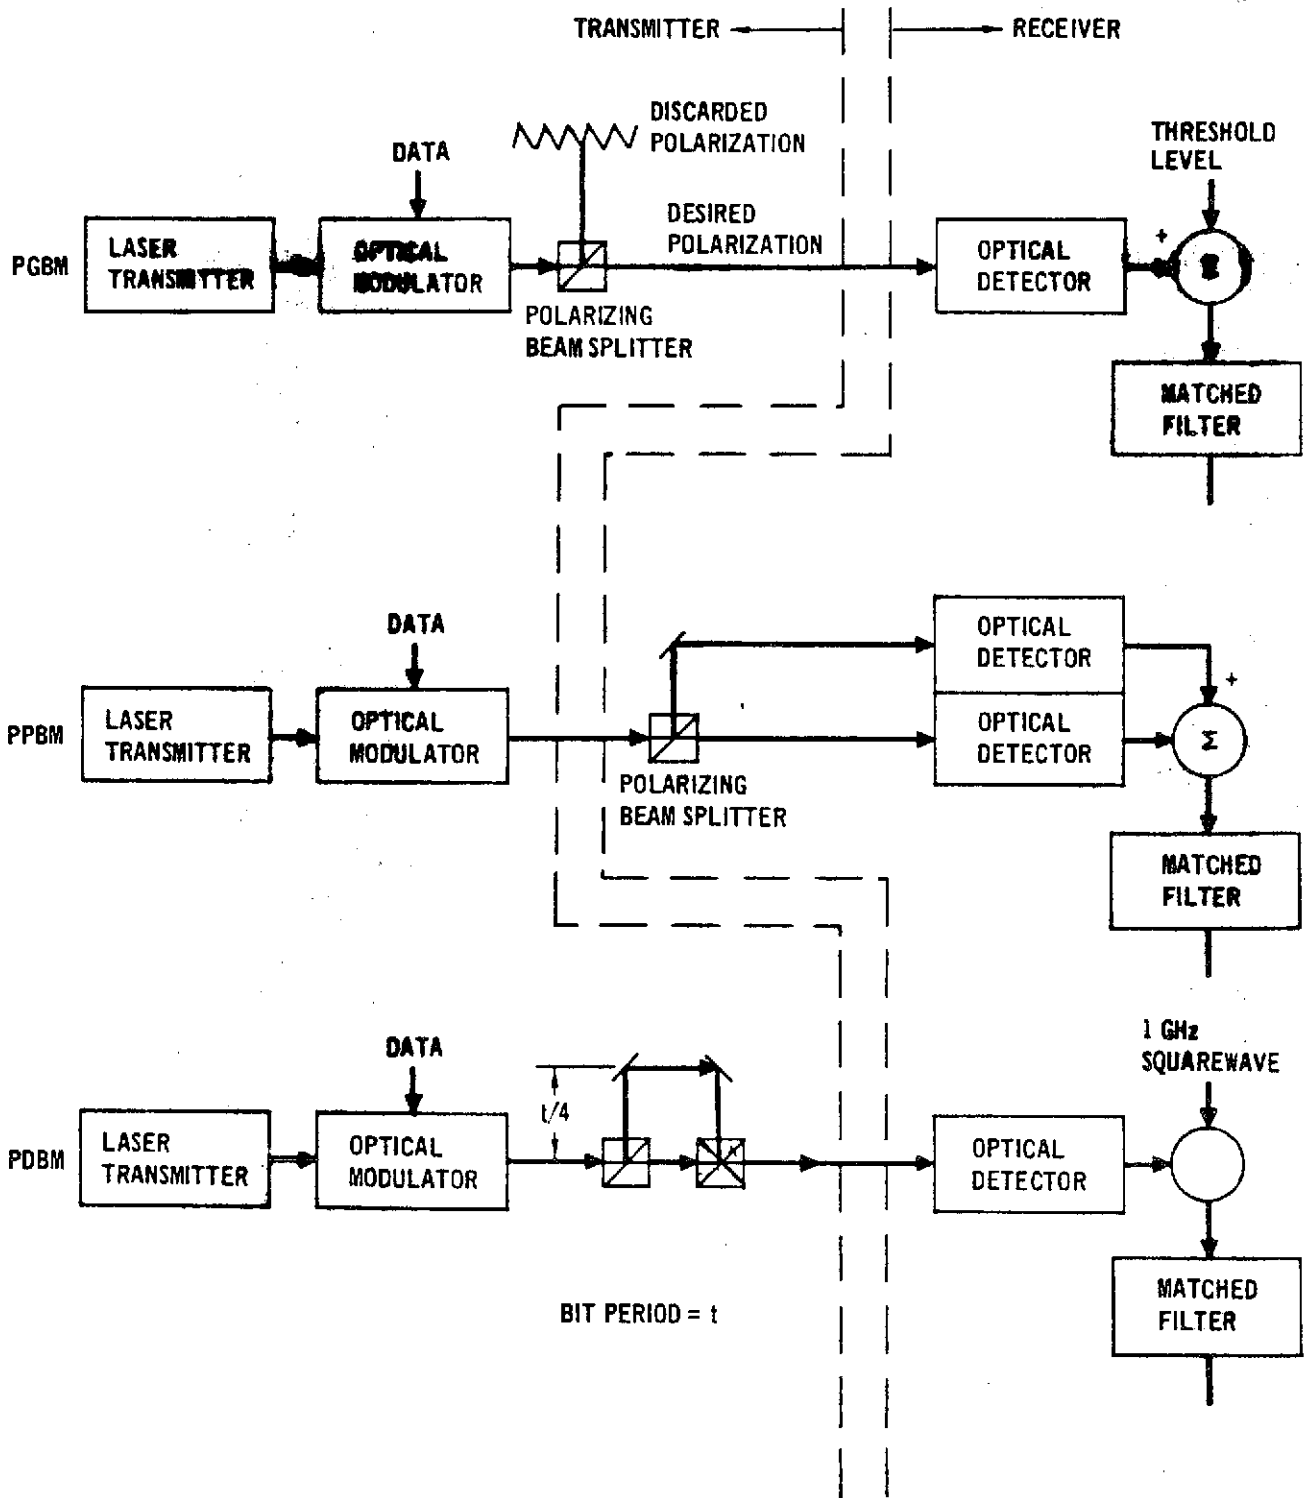 TRANSMITTER
RECEIVER
DISCARDED
POLARIZATION
DATA
THRESHOLD
LEVEL
DESIRED
POLARIZATION
PGBM
LASER
TRANSMITTER
OPTICAL
MODULATOR
POLARIZING
BEAM SPLITTER
OPTICAL
DETECTOR
+
MATCHED
FILTER
DATA
PPBM
LASER
TRANSMITTER
OPTICAL
MODULATOR
POLARIZING
BEAM SPLITTER
OPTICAL
DETECTOR
OPTICAL
DETECTOR
+
Σ
MATCHED
FILTER
1 GHz
SQUAREWAVE
DATA
t/4
PDBM
LASER
TRANSMITTER
OPTICAL
MODULATOR
OPTICAL
DETECTOR
MATCHED
FILTER
BIT PERIOD = t